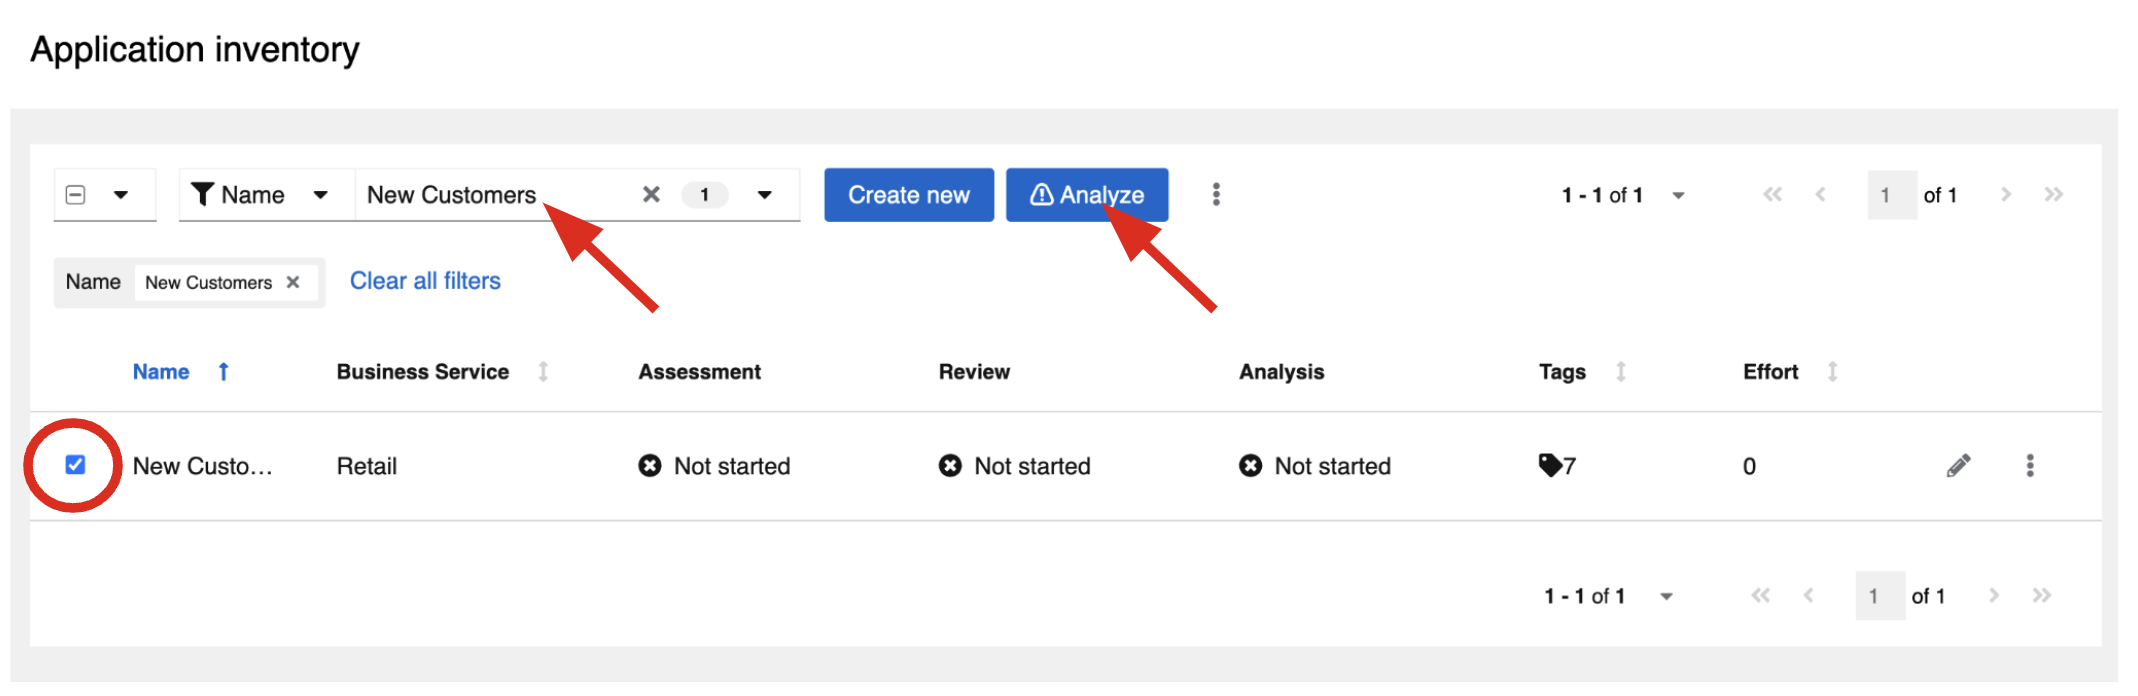 Application inventory
Name New Customers 1 Create new Analyze 1 - 1 of 1 1 of 1
Name New Customers Clear all filters
Name Business Service Assessment Review Analysis Tags Effort
New Custo... Retail Not started Not started Not started 7 0
1 - 1 of 1 1 of 1